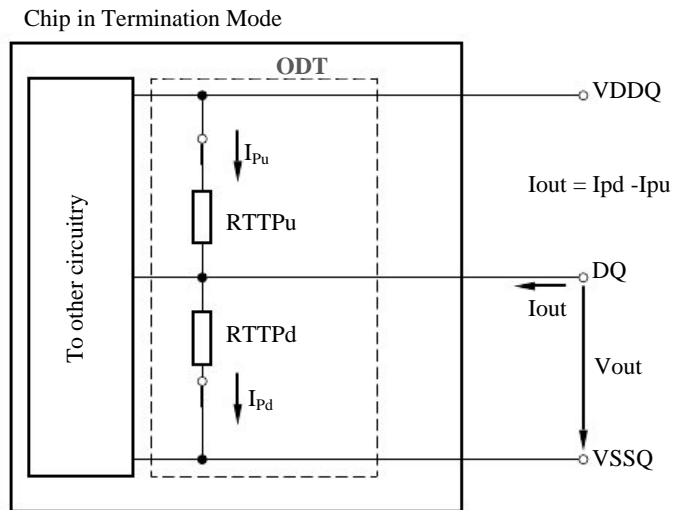 Chip in Termination Mode
ODT
VDDQ
IPu
Iout = Ipd -Ipu
RTTPu
To other circuitry
DQ
Iout
RTTPd
Vout
IPd
VSSQ